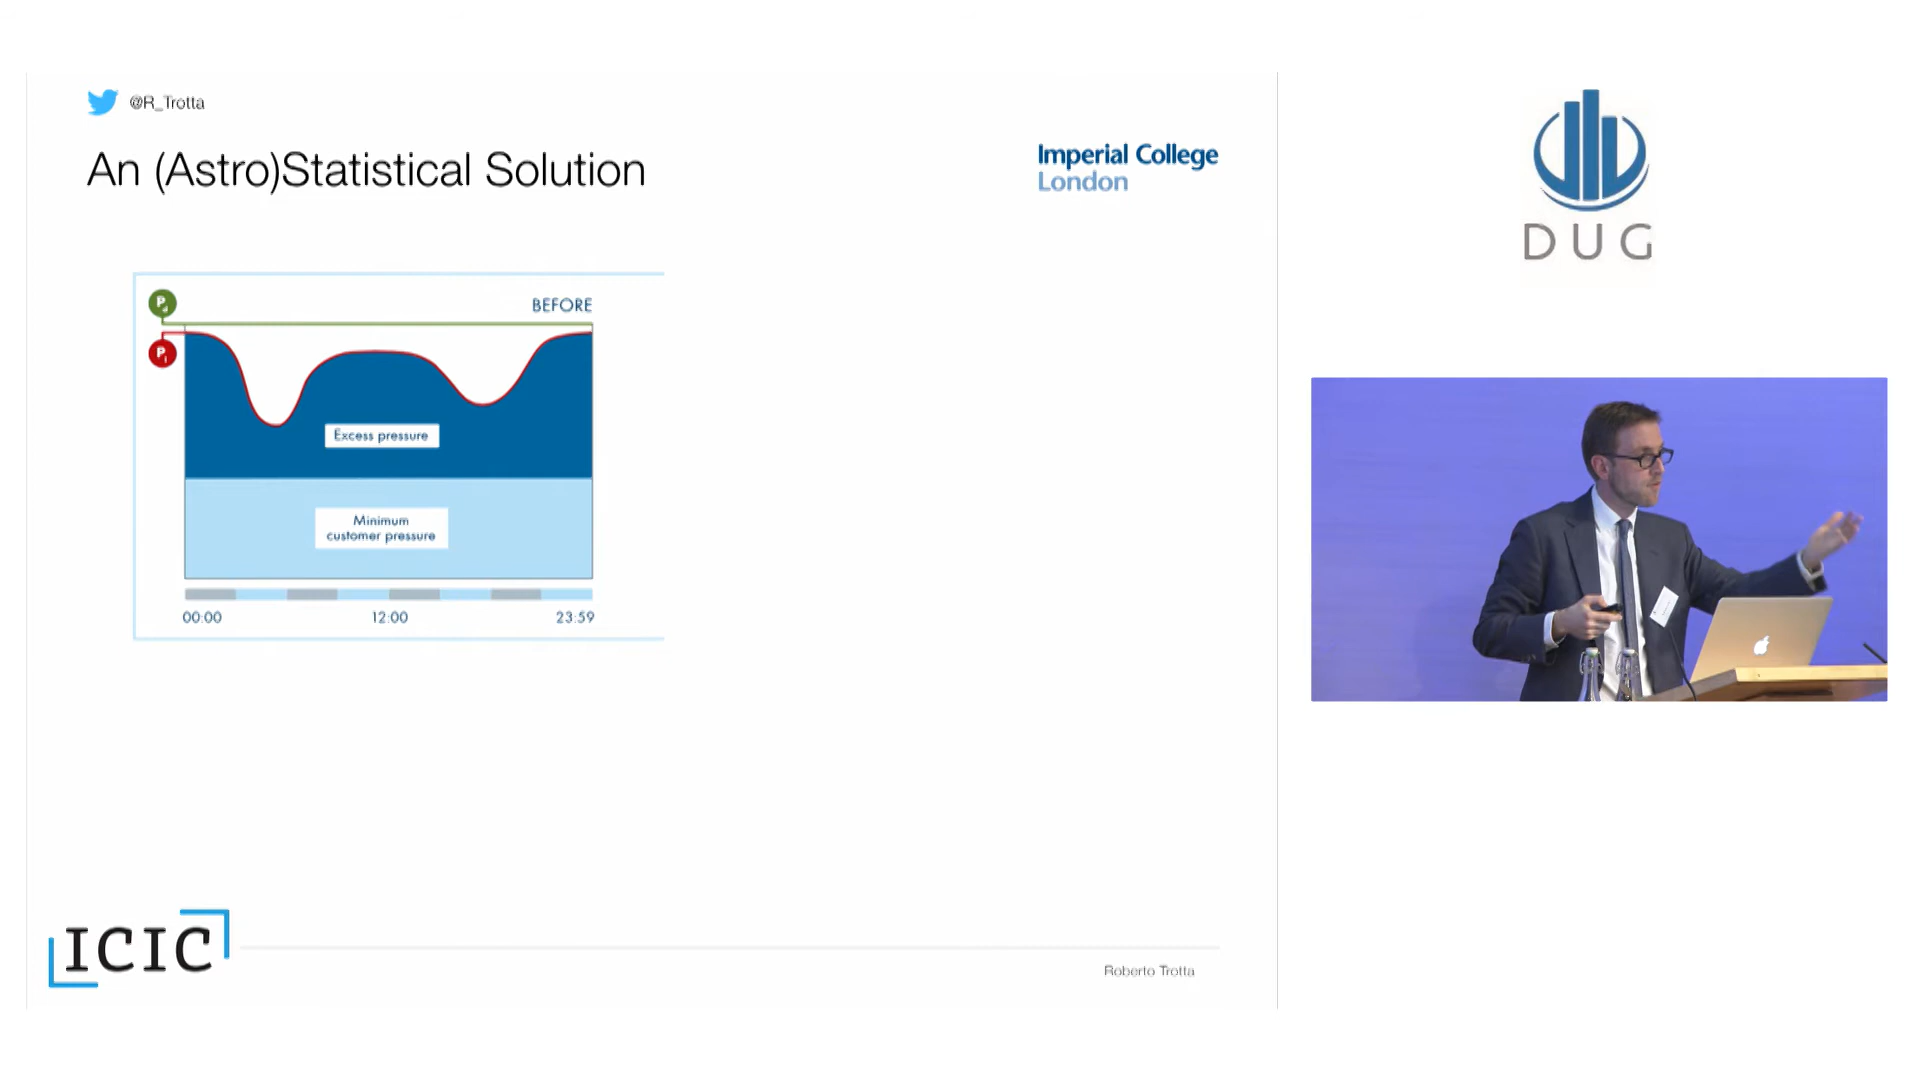 @R_Trotta
An (Astro)Statistical Solution
Imperial College
London
BEFORE
P
P
Excess pressure
Minimum
customer pressure
00:00
12:00
23:59
ICIC
Roberto Trotta
DUG